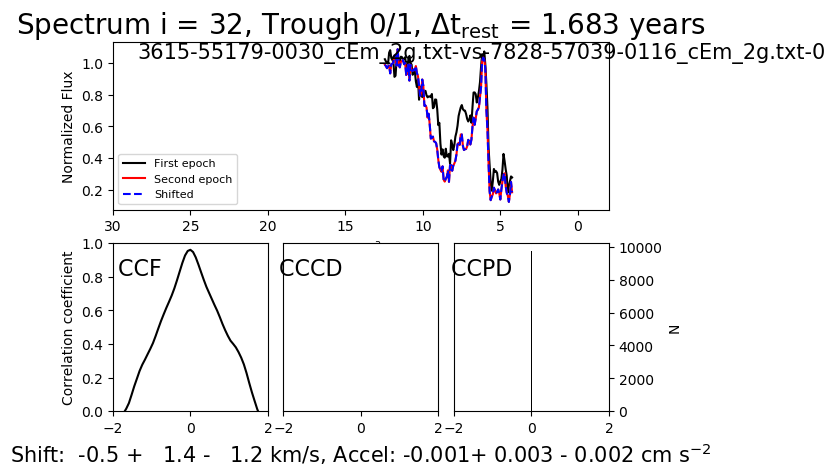 Spectrum i = 32, Trough 0/1, Δt_rest = 1.683 years
3615-55179-0030_cEm_2g.txt-vs-7828-57039-0116_cEm_2g.txt-0
Normalized Flux
1.0
0.8
0.6
0.4
0.2
First epoch
Second epoch
Shifted
30 25 20 15 10 5 0
Correlation coefficient
1.0
0.8
0.6
0.4
0.2
0.0
CCF
CCCD
CCPD
10000
8000
6000
4000
2000
0
N
−2 0 2
−2 0 2
−2 0 2
Shift: -0.5 + 1.4 - 1.2 km/s, Accel: -0.001+ 0.003 - 0.002 cm s⁻²